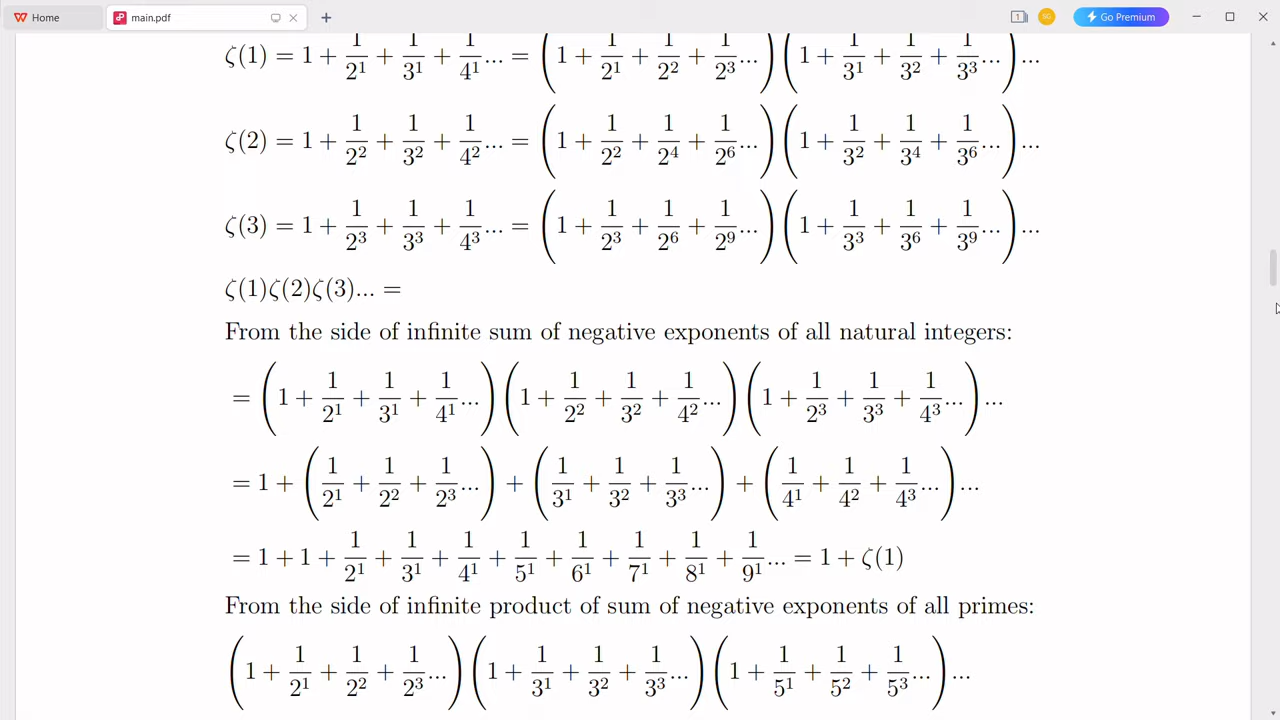 Home main.pdf + 1 SG Go Premium
ζ(1) = 1 + 1/2¹ + 1/3¹ + 1/4¹ ... = (1 + 1/2¹ + 1/2² + 1/2³ ...)(1 + 1/3¹ + 1/3² + 1/3³ ...)...
ζ(2) = 1 + 1/2² + 1/3² + 1/4² ... = (1 + 1/2² + 1/2⁴ + 1/2⁶ ...)(1 + 1/3² + 1/3⁴ + 1/3⁶ ...)...
ζ(3) = 1 + 1/2³ + 1/3³ + 1/4³ ... = (1 + 1/2³ + 1/2⁶ + 1/2⁹ ...)(1 + 1/3³ + 1/3⁶ + 1/3⁹ ...)...
ζ(1)ζ(2)ζ(3)... =
From the side of infinite sum of negative exponents of all natural integers:
= (1 + 1/2¹ + 1/3¹ + 1/4¹ ...)(1 + 1/2² + 1/3² + 1/4² ...)(1 + 1/2³ + 1/3³ + 1/4³ ...)...
= 1 + (1/2¹ + 1/2² + 1/2³ ...) + (1/3¹ + 1/3² + 1/3³ ...) + (1/4¹ + 1/4² + 1/4³ ...)...
= 1 + 1 + 1/2¹ + 1/3¹ + 1/4¹ + 1/5¹ + 1/6¹ + 1/7¹ + 1/8¹ + 1/9¹ ... = 1 + ζ(1)
From the side of infinite product of sum of negative exponents of all primes:
(1 + 1/2¹ + 1/2² + 1/2³ ...)(1 + 1/3¹ + 1/3² + 1/3³ ...)(1 + 1/5¹ + 1/5² + 1/5³ ...)...